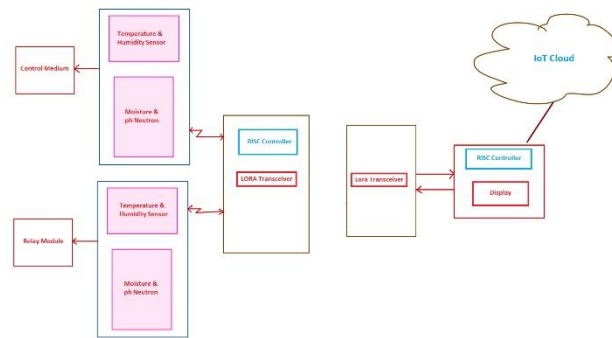 Temperature &
Humidity Sensor
Control Medium
Moisture &
ph Neutron
RISC Controller
LORA Transceiver
Temperature &
Humidity Sensor
Relay Module
Moisture &
ph Neutron
IoT Cloud
Lora Transceiver
RISC Controller
Display